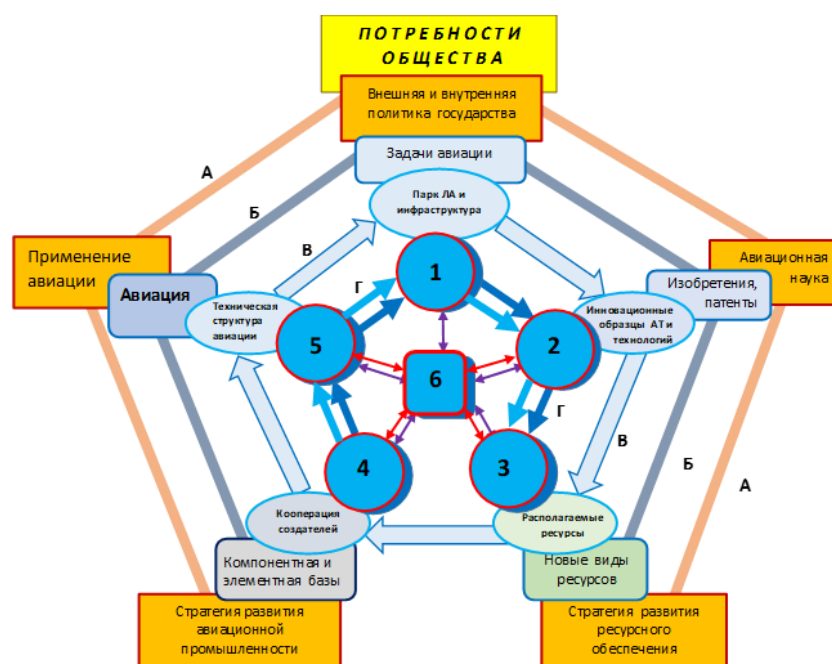 ПОТРЕБНОСТИ
ОБЩЕСТВА
Внешняя и внутренняя
политика государства
Задачи авиации
А
Парк ЛА и
инфраструктура
Б
В
Применение
авиации
Авиация
Техническая
структура
авиации
Г
1
Авиационная
наука
Изобретения,
патенты
Инновационные
образцы АТ и
технологий
5
2
6
Г
В
Б
А
4
3
Кооперация
создателей
Располагаемые
ресурсы
Компонентная и
элементная базы
Новые виды
ресурсов
Стратегия развития
авиационной
промышленности
Стратегия развития
ресурсного
обеспечения